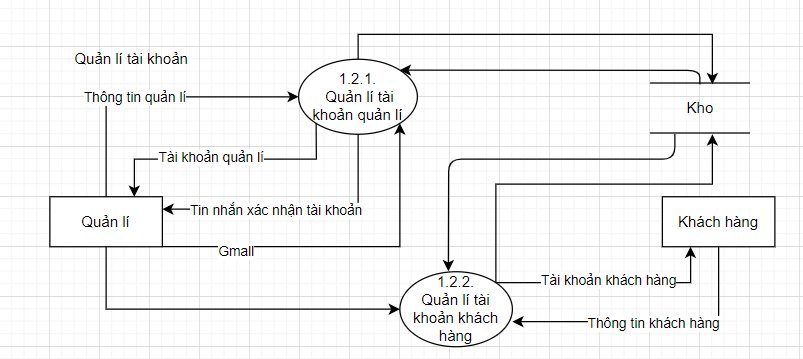 Quản lí tài khoản
1.2.1.
Quản lí tài
khoản quản lí
Thông tin quản lí
Kho
Tài khoản quản lí
Tin nhắn xác nhận tài khoản
Quản lí
Khách hàng
Gmall
1.2.2.
Quản lí tài
khoản khách
hàng
Tài khoản khách hàng
Thông tin khách hàng